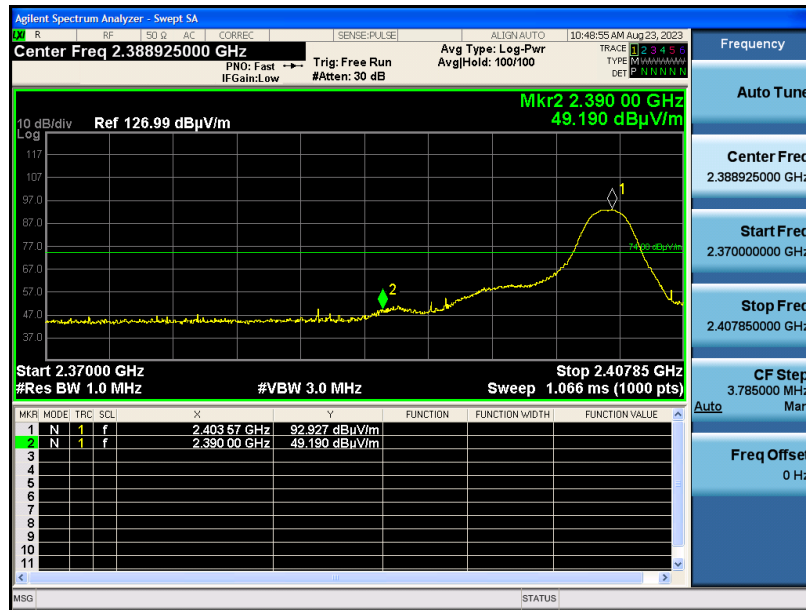 Agilent Spectrum Analyzer - Swept SA
LXI R RF 50 Ω AC CORREC SENSE:PULSE ALIGN AUTO 10:48:55 AM Aug 23, 2023
Center Freq 2.388925000 GHz
PNO: Fast
IFGain:Low
Trig: Free Run
#Atten: 30 dB
Avg Type: Log-Pwr
Avg|Hold: 100/100
TRACE 1 2 3 4 5 6
TYPE M
DET P N N N N N
Mkr2 2.390 00 GHz
49.190 dBµV/m
10 dB/div Ref 126.99 dBµV/m
Log
117
107
97.0
87.0
77.0
67.0
57.0
47.0
37.0
1
2
74.00 dBµV/m
Start 2.37000 GHz Stop 2.40785 GHz
#Res BW 1.0 MHz #VBW 3.0 MHz Sweep 1.066 ms (1000 pts)
MKR MODE TRC SCL X Y FUNCTION FUNCTION WIDTH FUNCTION VALUE
1 N 1 f 2.403 57 GHz 92.927 dBµV/m
2 N 1 f 2.390 00 GHz 49.190 dBµV/m
3
4
5
6
7
8
9
10
11
MSG STATUS
Frequency
Auto Tune
Center Freq
2.388925000 GHz
Start Freq
2.370000000 GHz
Stop Freq
2.407850000 GHz
CF Step
3.785000 MHz
Auto Man
Freq Offset
0 Hz